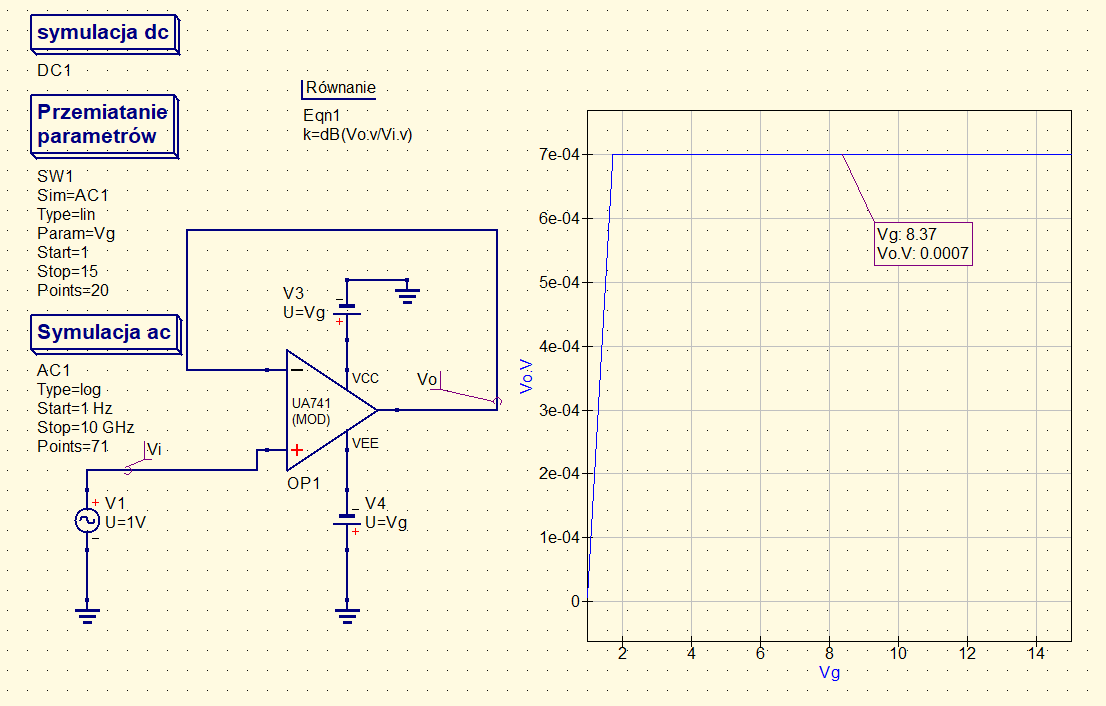 symulacja dc
DC1
Przemiatanie
parametrów
SW1
Sim=AC1
Type=lin
Param=Vg
Start=1
Stop=15
Points=20
Symulacja ac
AC1
Type=log
Start=1 Hz
Stop=10 GHz
Points=71
Równanie
Eqn1
k=dB(Vo.v/Vi.v)
V3
U=Vg
−
+
VCC
−
UA741
(MOD)
+
VEE
OP1
Vo
Vi
+
V1
U=1V
−
−
V4
U=Vg
+
7e-04
6e-04
5e-04
4e-04
3e-04
2e-04
1e-04
0
Vo.V
Vg: 8.37
Vo.V: 0.0007
2 4 6 8 10 12 14
Vg